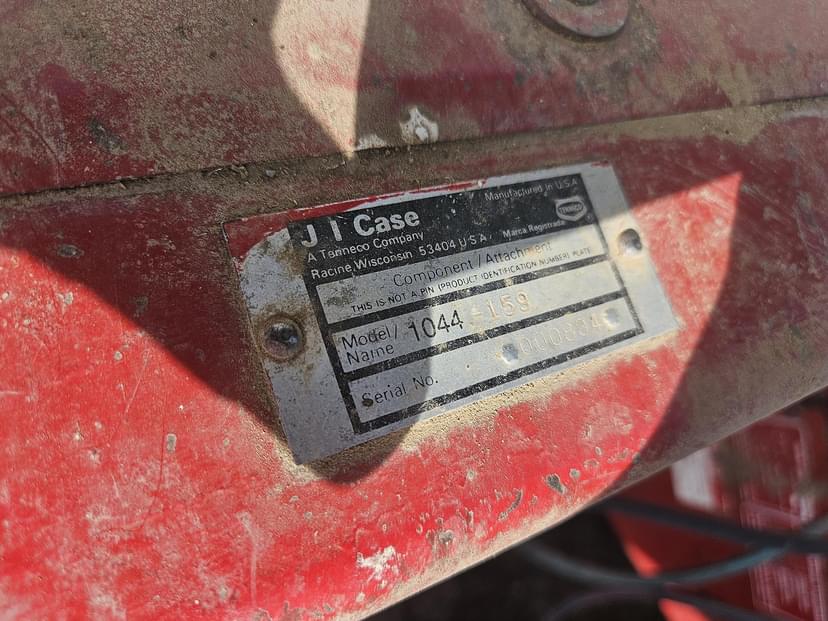 J I Case
Manufactured in U.S.A
A Tenneco Company
TENNECO
Racine, Wisconsin 53404 U S A
Marca Registrada
Component / Attachment
THIS IS NOT A PIN (PRODUCT IDENTIFICATION NUMBER) PLATE
Model / Name 1044 -159
Serial No.